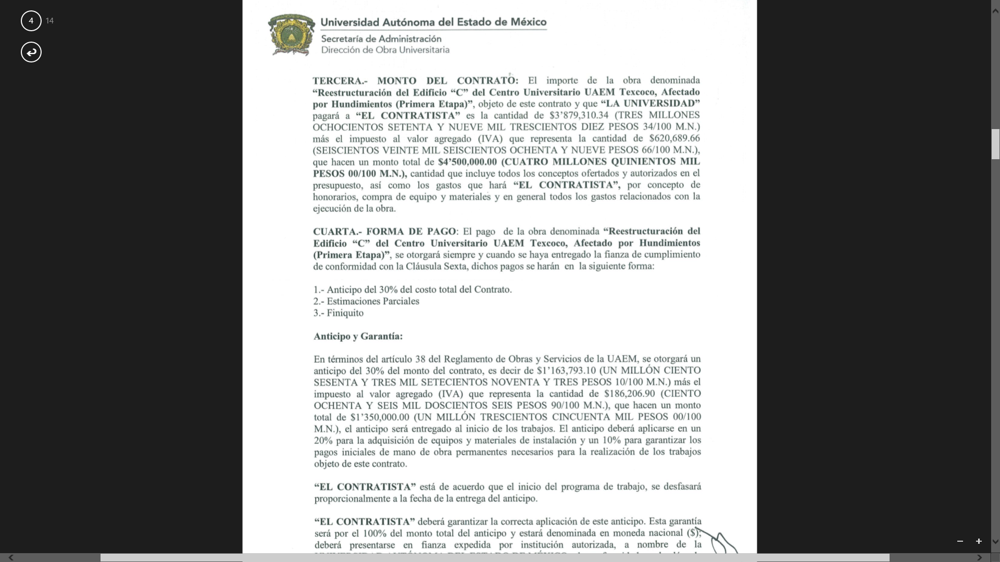 4 14
Universidad Autónoma del Estado de México
Secretaría de Administración
Dirección de Obra Universitaria
TERCERA.- MONTO DEL CONTRATO: El importe de la obra denominada
“Reestructuración del Edificio “C” del Centro Universitario UAEM Texcoco, Afectado
por Hundimientos (Primera Etapa)”, objeto de este contrato y que “LA UNIVERSIDAD”
pagará a “EL CONTRATISTA” es la cantidad de $3’879,310.34 (TRES MILLONES
OCHOCIENTOS SETENTA Y NUEVE MIL TRESCIENTOS DIEZ PESOS 34/100 M.N.)
más el impuesto al valor agregado (IVA) que representa la cantidad de $620,689.66
(SEISCIENTOS VEINTE MIL SEISCIENTOS OCHENTA Y NUEVE PESOS 66/100 M.N.),
que hacen un monto total de $4’500,000.00 (CUATRO MILLONES QUINIENTOS MIL
PESOS 00/100 M.N.), cantidad que incluye todos los conceptos ofertados y autorizados en el
presupuesto, así como los gastos que hará “EL CONTRATISTA”, por concepto de
honorarios, compra de equipo y materiales y en general todos los gastos relacionados con la
ejecución de la obra.
CUARTA.- FORMA DE PAGO: El pago de la obra denominada “Reestructuración del
Edificio “C” del Centro Universitario UAEM Texcoco, Afectado por Hundimientos
(Primera Etapa)”, se otorgará siempre y cuando se haya entregado la fianza de cumplimiento
de conformidad con la Cláusula Sexta, dichos pagos se harán en la siguiente forma:
1.- Anticipo del 30% del costo total del Contrato.
2.- Estimaciones Parciales
3.- Finiquito
Anticipo y Garantía:
En términos del artículo 38 del Reglamento de Obras y Servicios de la UAEM, se otorgará un
anticipo del 30% del monto del contrato, es decir de $1’163,793.10 (UN MILLÓN CIENTO
SESENTA Y TRES MIL SETECIENTOS NOVENTA Y TRES PESOS 10/100 M.N.) más el
impuesto al valor agregado (IVA) que representa la cantidad de $186,206.90 (CIENTO
OCHENTA Y SEIS MIL DOSCIENTOS SEIS PESOS 90/100 M.N.), que hacen un monto
total de $1’350,000.00 (UN MILLÓN TRESCIENTOS CINCUENTA MIL PESOS 00/100
M.N.), el anticipo será entregado al inicio de los trabajos. El anticipo deberá aplicarse en un
20% para la adquisición de equipos y materiales de instalación y un 10% para garantizar los
pagos iniciales de mano de obra permanentes necesarios para la realización de los trabajos
objeto de este contrato.
“EL CONTRATISTA” está de acuerdo que el inicio del programa de trabajo, se desfasará
proporcionalmente a la fecha de la entrega del anticipo.
“EL CONTRATISTA” deberá garantizar la correcta aplicación de este anticipo. Esta garantía
será por el 100% del monto total del anticipo y estará denominada en moneda nacional ($);
deberá presentarse en fianza expedida por institución autorizada, a nombre de la